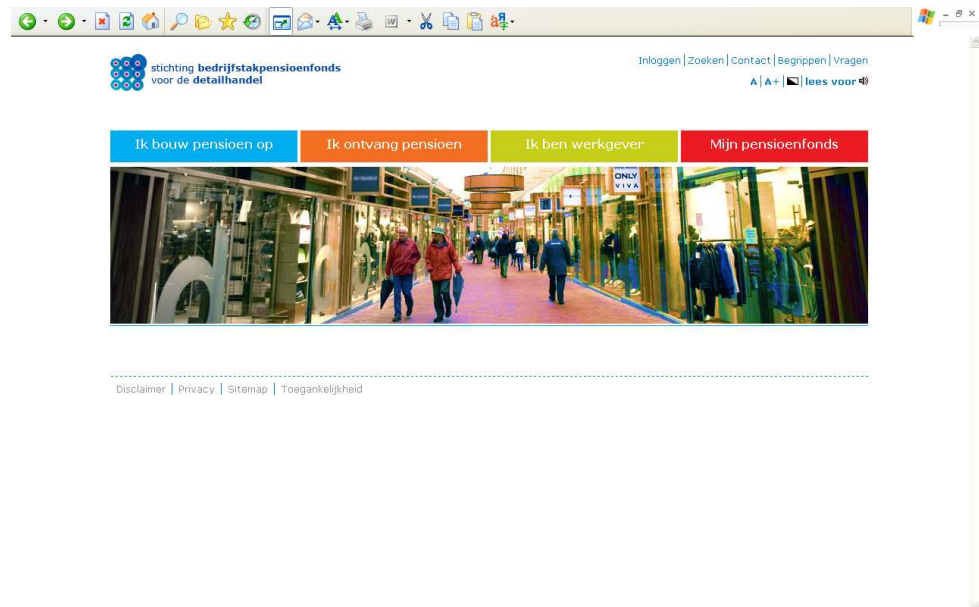 stichting bedrijfstakpensioenfonds
voor de detailhandel
Inloggen | Zoeken | Contact | Begrippen | Vragen
A | A+ | lees voor
Ik bouw pensioen op
Ik ontvang pensioen
Ik ben werkgever
Mijn pensioenfonds
ONLY
VIVA
Disclaimer | Privacy | Sitemap | Toegankelijkheid